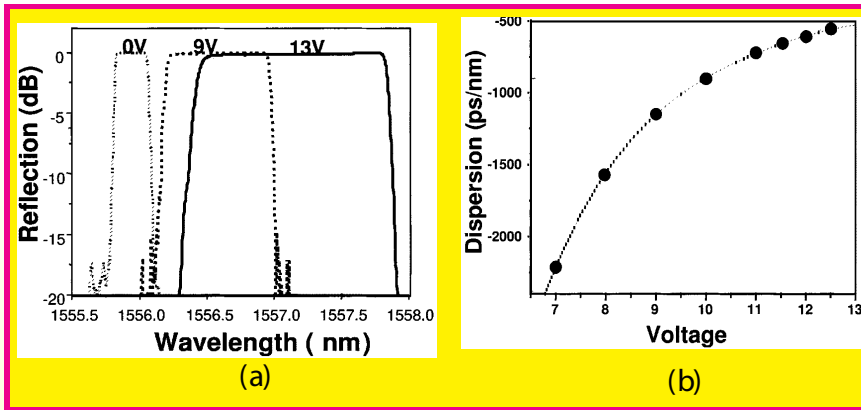 0V 9V 13V
0
-5
-10
-15
-20
Reflection (dB)
1555.5 1556.0 1556.5 1557.0 1557.5 1558.0
Wavelength ( nm)
(a)
-500
-1000
-1500
-2000
Dispersion (ps/nm)
7 8 9 10 11 12 13
Voltage
(b)